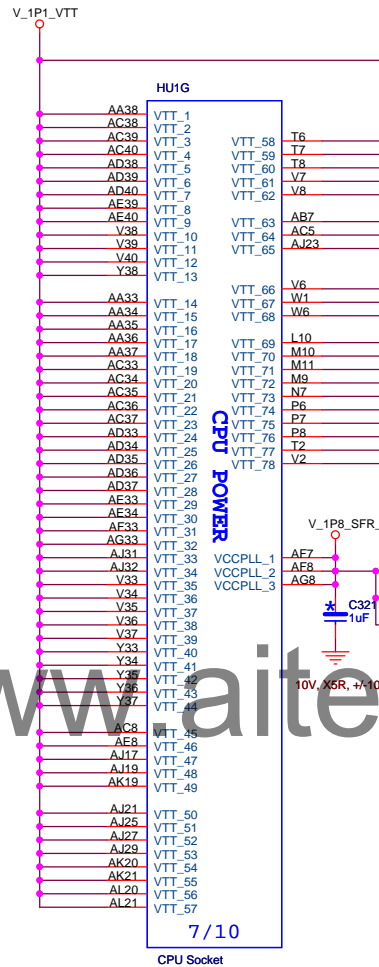 V_1P1_VTT
HU1G
AA38 VTT_1
AC38 VTT_2
AC39 VTT_3
AC40 VTT_4
AD38 VTT_5
AD39 VTT_6
AD40 VTT_7
AE39 VTT_8
AE40 VTT_9
V38 VTT_10
V39 VTT_11
V40 VTT_12
Y38 VTT_13
AA33 VTT_14
AA34 VTT_15
AA35 VTT_16
AA36 VTT_17
AA37 VTT_18
AC33 VTT_19
AC34 VTT_20
AC35 VTT_21
AC36 VTT_22
AC37 VTT_23
AD33 VTT_24
AD34 VTT_25
AD35 VTT_26
AD36 VTT_27
AD37 VTT_28
AE33 VTT_29
AE34 VTT_30
AF33 VTT_31
AG33 VTT_32
AJ31 VTT_33
AJ32 VTT_34
V33 VTT_35
V34 VTT_36
V35 VTT_37
V36 VTT_38
V37 VTT_39
Y33 VTT_40
Y34 VTT_41
Y35 VTT_42
Y36 VTT_43
Y37 VTT_44
AC8 VTT_45
AE8 VTT_46
AJ17 VTT_47
AJ19 VTT_48
AK19 VTT_49
AJ21 VTT_50
AJ25 VTT_51
AJ27 VTT_52
AJ29 VTT_53
AK20 VTT_54
AK21 VTT_55
AL20 VTT_56
AL21 VTT_57
CPU POWER
VTT_58 T6
VTT_59 T7
VTT_60 T8
VTT_61 V7
VTT_62 V8
VTT_63 AB7
VTT_64 AC5
VTT_65 AJ23
VTT_66 V6
VTT_67 W1
VTT_68 W6
VTT_69 L10
VTT_70 M10
VTT_71 M11
VTT_72 M9
VTT_73 N7
VTT_74 P6
VTT_75 P7
VTT_76 P8
VTT_77 T2
VTT_78 V2
V_1P8_SFR_
VCCPLL_1 AF7
VCCPLL_2 AF8
VCCPLL_3 AG8
* C321
1uF
10V, X5R, +/-10
ww.aite
7/10
CPU Socket